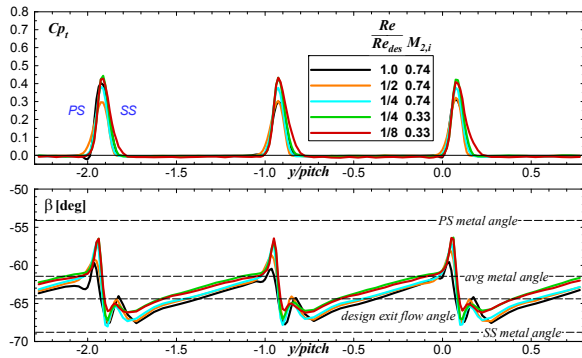 0.8
0.7
0.6
0.5
0.4
0.3
0.2
0.1
0.0
Cpt
PS
SS
Re
Redes M2,i
1.0 0.74
1/2 0.74
1/4 0.74
1/4 0.33
1/8 0.33
-2.0
-1.5
-1.0
y/pitch
-0.5
0.0
0.5
-50
-55
-60
-65
-70
β [deg]
PS metal angle
avg metal angle
design exit flow angle
SS metal angle
-2.0
-1.5
-1.0
y/pitch
-0.5
0.0
0.5